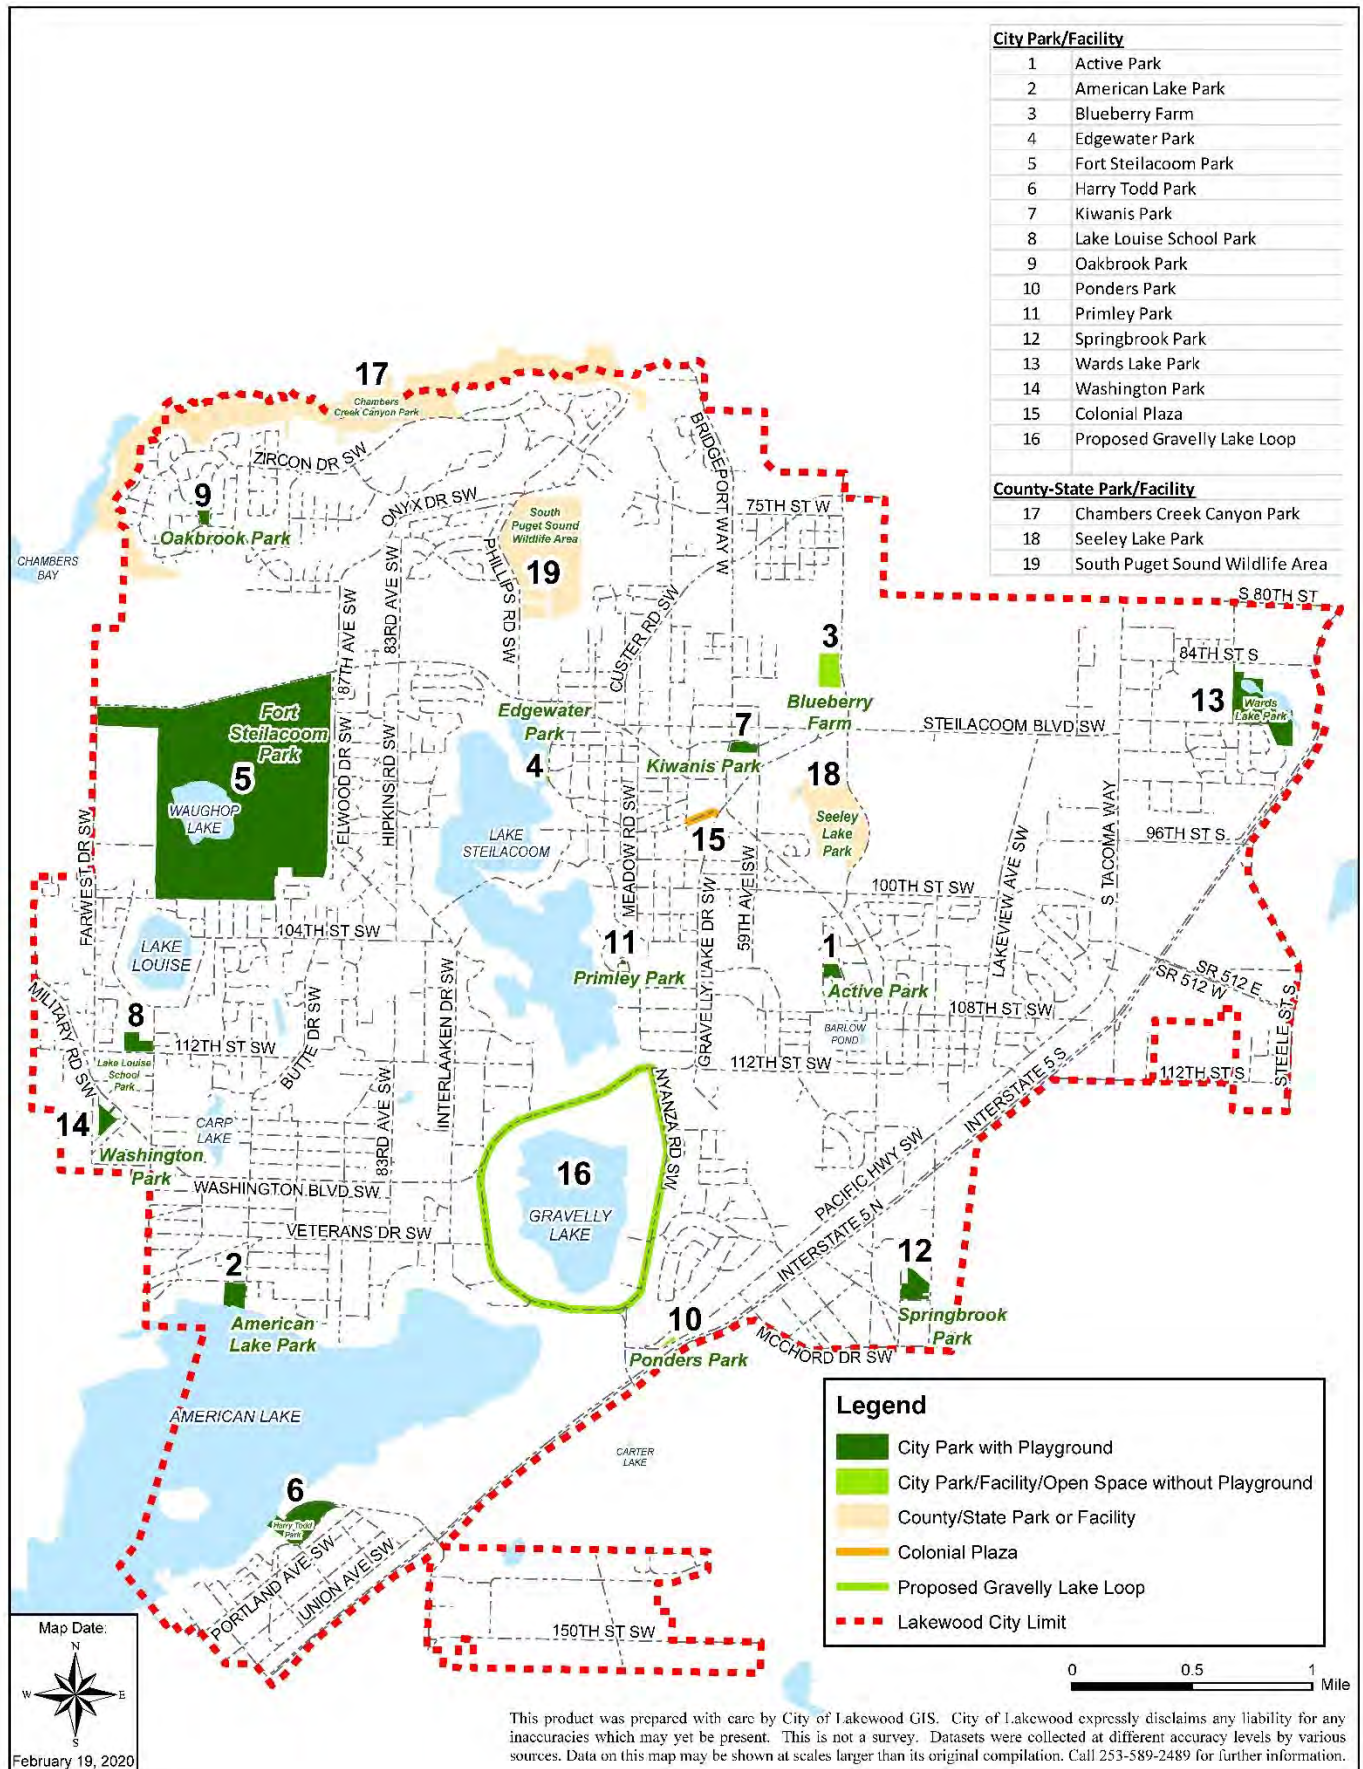 City Park/Facility
1 Active Park
2 American Lake Park
3 Blueberry Farm
4 Edgewater Park
5 Fort Steilacoom Park
6 Harry Todd Park
7 Kiwanis Park
8 Lake Louise School Park
9 Oakbrook Park
10 Ponders Park
11 Primley Park
12 Springbrook Park
13 Wards Lake Park
14 Washington Park
15 Colonial Plaza
16 Proposed Gravelly Lake Loop
County-State Park/Facility
17 Chambers Creek Canyon Park
18 Seeley Lake Park
19 South Puget Sound Wildlife Area
17
Chambers
Creek Canyon Park
ZIRCON DR SW
BRIDGEPORT WAY W
9
Oakbrook Park
ONYX DR SW
75TH ST W
South
Puget Sound
Wildlife Area
19
PHILLIPS RD SW
CHAMBERS
BAY
87TH AVE SW
83RD AVE SW
CUSTER RD SW
S 80TH ST
3
Blueberry
Farm
84TH ST S
13
Wards
Lake Park
Fort
Steilacoom
Park
5
WAUGHOP
LAKE
Edgewater
Park
4
7
Kiwanis Park
STEILACOOM BLVD SW
18
Seeley
Lake
Park
ELWOOD DR SW
HIPKINS RD SW
LAKE
STEILACOOM
MEADOW RD SW
15
59TH AVE SW
S TACOMA WAY
96TH ST S
FARWEST DR SW
100TH ST SW
LAKEVIEW AVE SW
104TH ST SW
LAKE
LOUISE
11
Primley Park
GRAVELLY LAKE DR SW
1
Active Park
SR 512 E
SR 512 W
MILITARY RD SW
8
Lake Louise
School
Park
112TH ST SW
BUTTE DR SW
INTERLAAKEN DR SW
108TH ST SW
BARLOW
POND
112TH ST SW
STEELE ST S
112TH ST S
INTERSTATE 5 S
14
Washington
Park
CARP
LAKE
83RD AVE SW
NYANZA RD SW
16
GRAVELLY
LAKE
PACIFIC HWY SW
INTERSTATE 5 N
WASHINGTON BLVD SW
VETERANS DR SW
2
American
Lake Park
12
Springbrook
Park
10
Ponders Park
MCCHORD DR SW
AMERICAN LAKE
CARTER
LAKE
6
Harry Todd
Park
PORTLAND AVE SW
UNION AVE SW
150TH ST SW
Legend
City Park with Playground
City Park/Facility/Open Space without Playground
County/State Park or Facility
Colonial Plaza
Proposed Gravelly Lake Loop
Lakewood City Limit
Map Date:
N
W E
S
February 19, 2020
0 0.5 1
Mile
This product was prepared with care by City of Lakewood GIS. City of Lakewood expressly disclaims any liability for any
inaccuracies which may yet be present. This is not a survey. Datasets were collected at different accuracy levels by various
sources. Data on this map may be shown at scales larger than its original compilation. Call 253-589-2489 for further information.